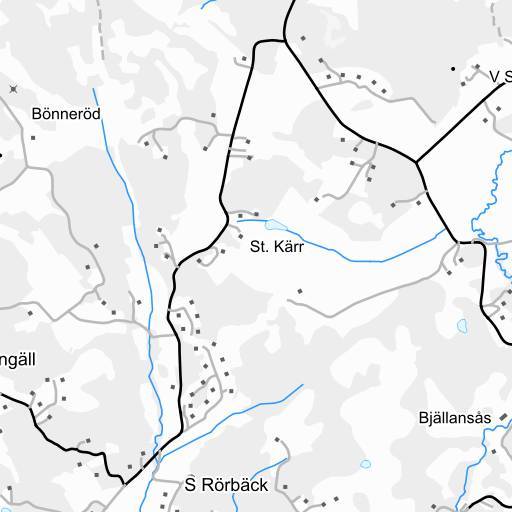 V S
Bönneröd
St. Kärr
ngäll
Bjällansås
S Rörbäck